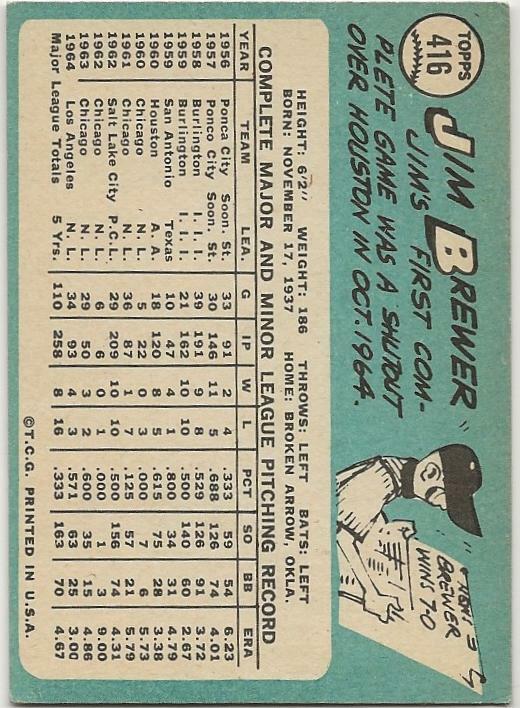 TOPPS
416
JIM BREWER
JIM'S FIRST COM-
PLETE GAME WAS A SHUTOUT
OVER HOUSTON IN OCT. 1964.
BREWER
WINS 7-0
HEIGHT: 6'2" WEIGHT: 186 THROWS: LEFT BATS: LEFT
BORN: NOVEMBER 17, 1937 HOME: BROKEN ARROW, OKLA.
COMPLETE MAJOR AND MINOR LEAGUE PITCHING RECORD
YEAR TEAM LEA. G IP W L PCT SO BB ERA
1956 Ponca City Soon. St. 33 91 2 4 .333 59 54 6.23
1957 Ponco City Soon. St. 30 146 11 5 .688 126 74 4.01
1958 Burlington I. I. I. 39 191 9 8 .529 126 91 3.72
1959 Burlington I. I. I. 21 162 10 10 .500 140 60 2.67
1959 San Antonio Texas 10 47 4 1 .800 34 31 4.79
1960 Houston A. A. 18 120 8 5 .615 75 28 3.38
1960 Chicago N. L. 5 22 0 3 .000 7 6 5.73
1961 Chicago N. L. 36 87 1 7 .125 57 21 5.79
1962 Salt Lake City P.C.L. 29 209 10 10 .500 156 74 4.31
1962 Chicago N. L. 6 6 0 1 .000 1 3 9.00
1963 Chicago N. L. 29 50 3 2 .600 35 15 4.86
1964 Los Angeles N. L. 34 93 4 3 .571 63 25 3.00
Major League Totals 5 Yrs. 110 258 8 16 .333 163 70 4.67
©T.C.G. PRINTED IN U.S.A.